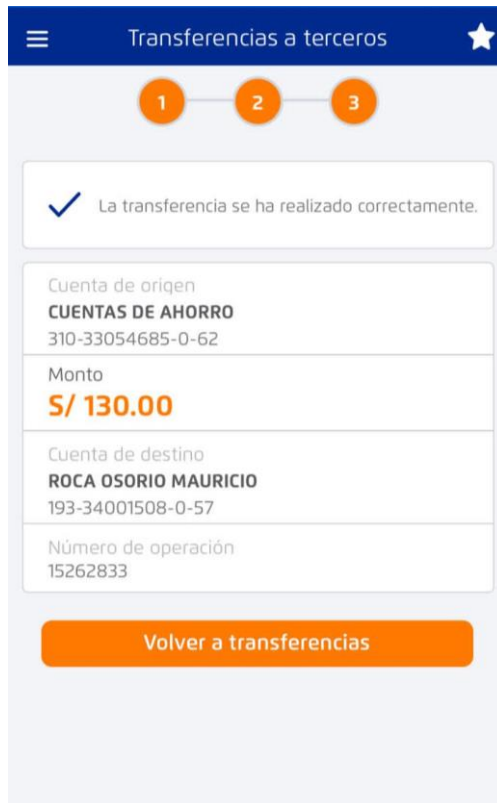 Transferencias a terceros
1 2 3
La transferencia se ha realizado correctamente.
Cuenta de origen
CUENTAS DE AHORRO
310-33054685-0-62
Monto
S/ 130.00
Cuenta de destino
ROCA OSORIO MAURICIO
193-34001508-0-57
Número de operación
15262833
Volver a transferencias